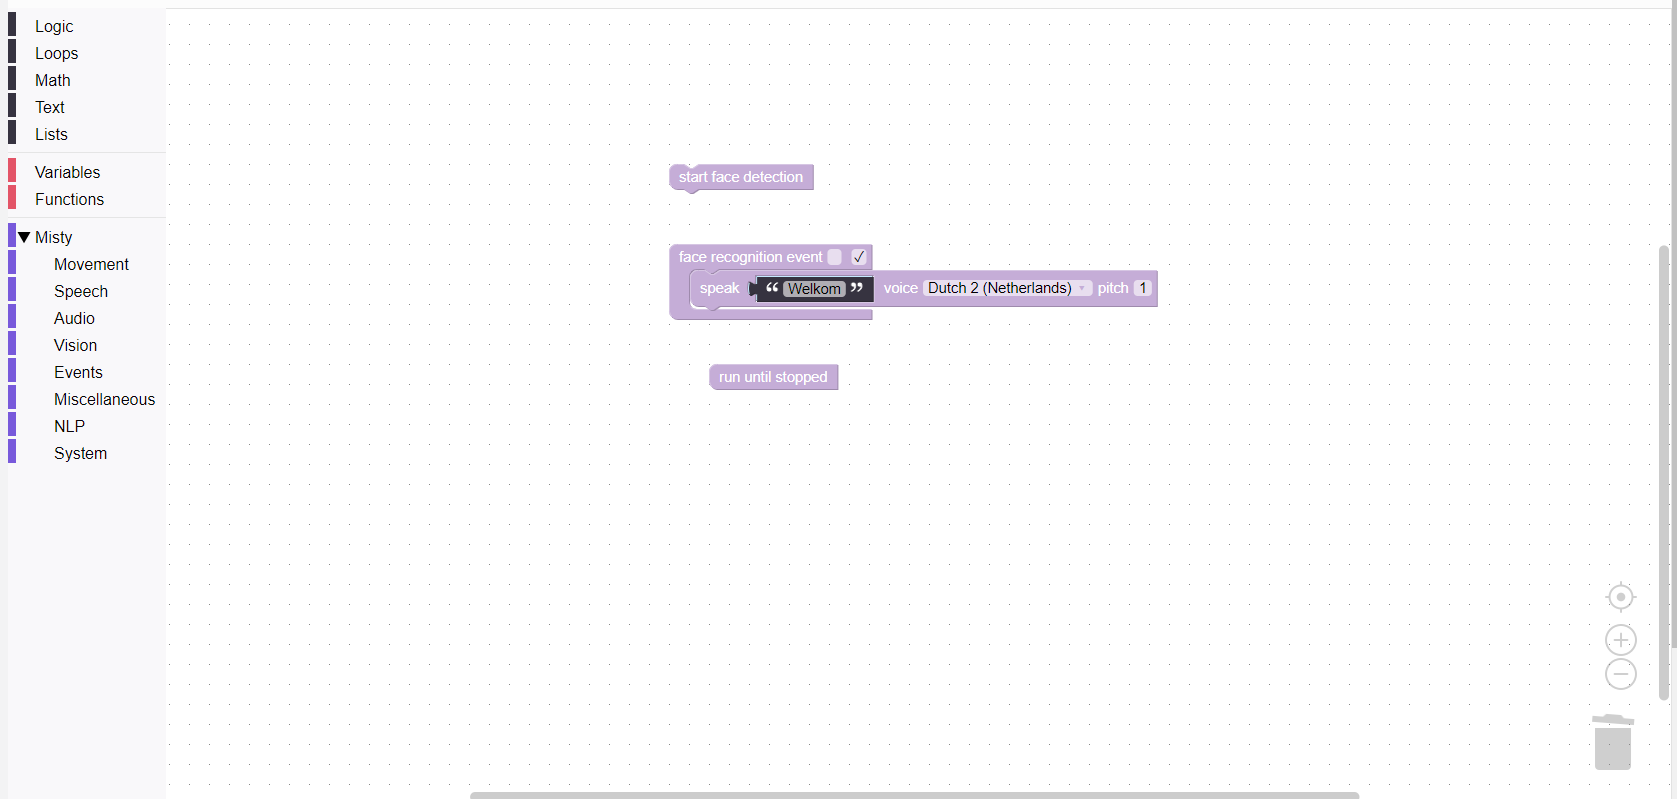 Logic
Loops
Math
Text
Lists
Variables
Functions
Misty
Movement
Speech
Audio
Vision
Events
Miscellaneous
NLP
System
start face detection
face recognition event ✓
speak “ Welkom ” voice Dutch 2 (Netherlands) pitch 1
run until stopped